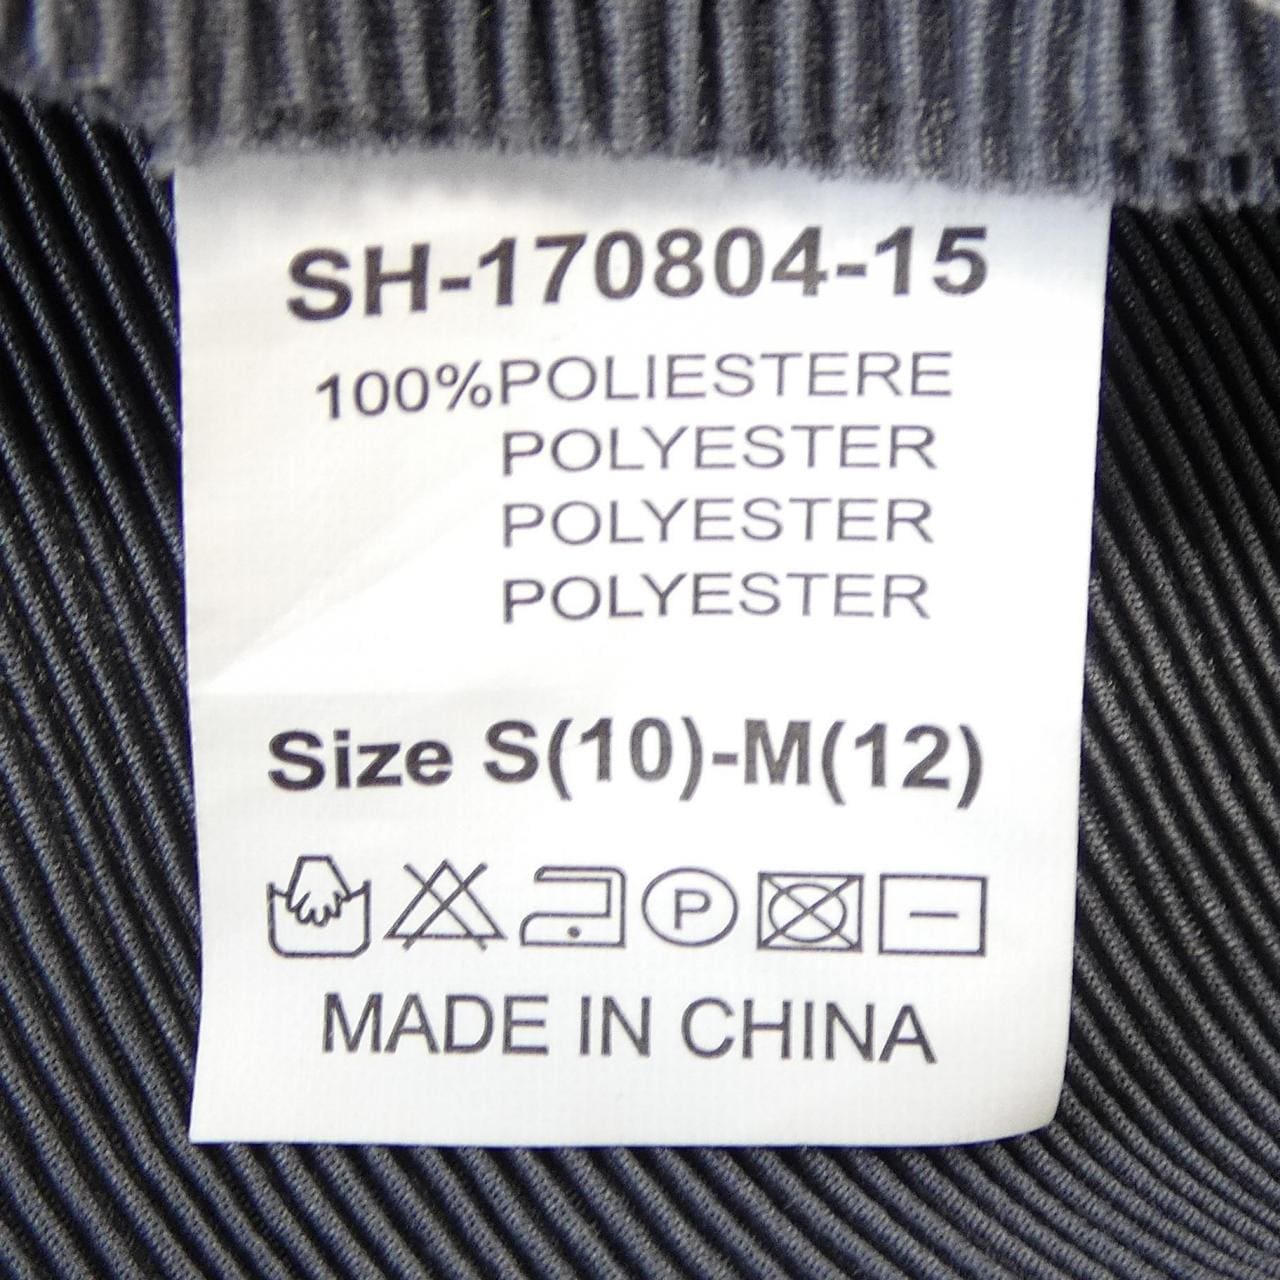 SH-170804-15
100%POLIESTERE
POLYESTER
POLYESTER
POLYESTER
Size S(10)-M(12)
P
MADE IN CHINA